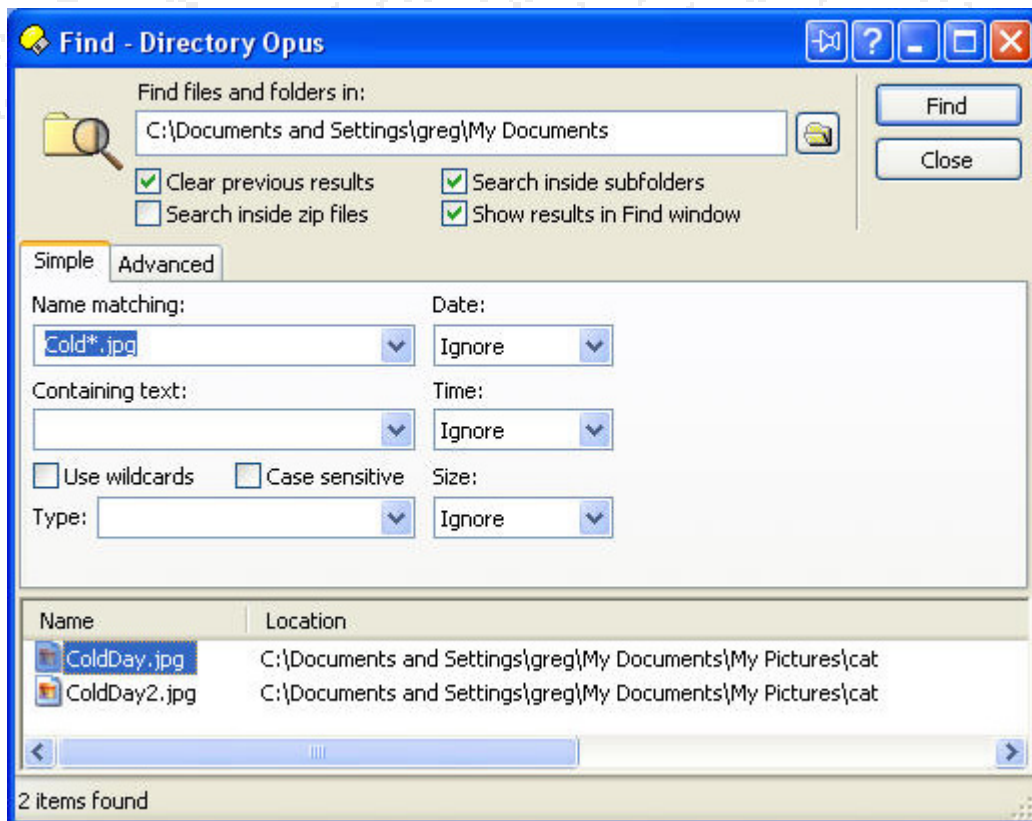 Find - Directory Opus
Find files and folders in:
C:\Documents and Settings\greg\My Documents
Find
Close
Clear previous results
Search inside subfolders
Search inside zip files
Show results in Find window
Simple
Advanced
Name matching:
Date:
Cold*.jpg
Ignore
Containing text:
Time:
Ignore
Use wildcards
Case sensitive
Size:
Type:
Ignore
Name
Location
ColdDay.jpg
C:\Documents and Settings\greg\My Documents\My Pictures\cat
ColdDay2.jpg
C:\Documents and Settings\greg\My Documents\My Pictures\cat
2 items found